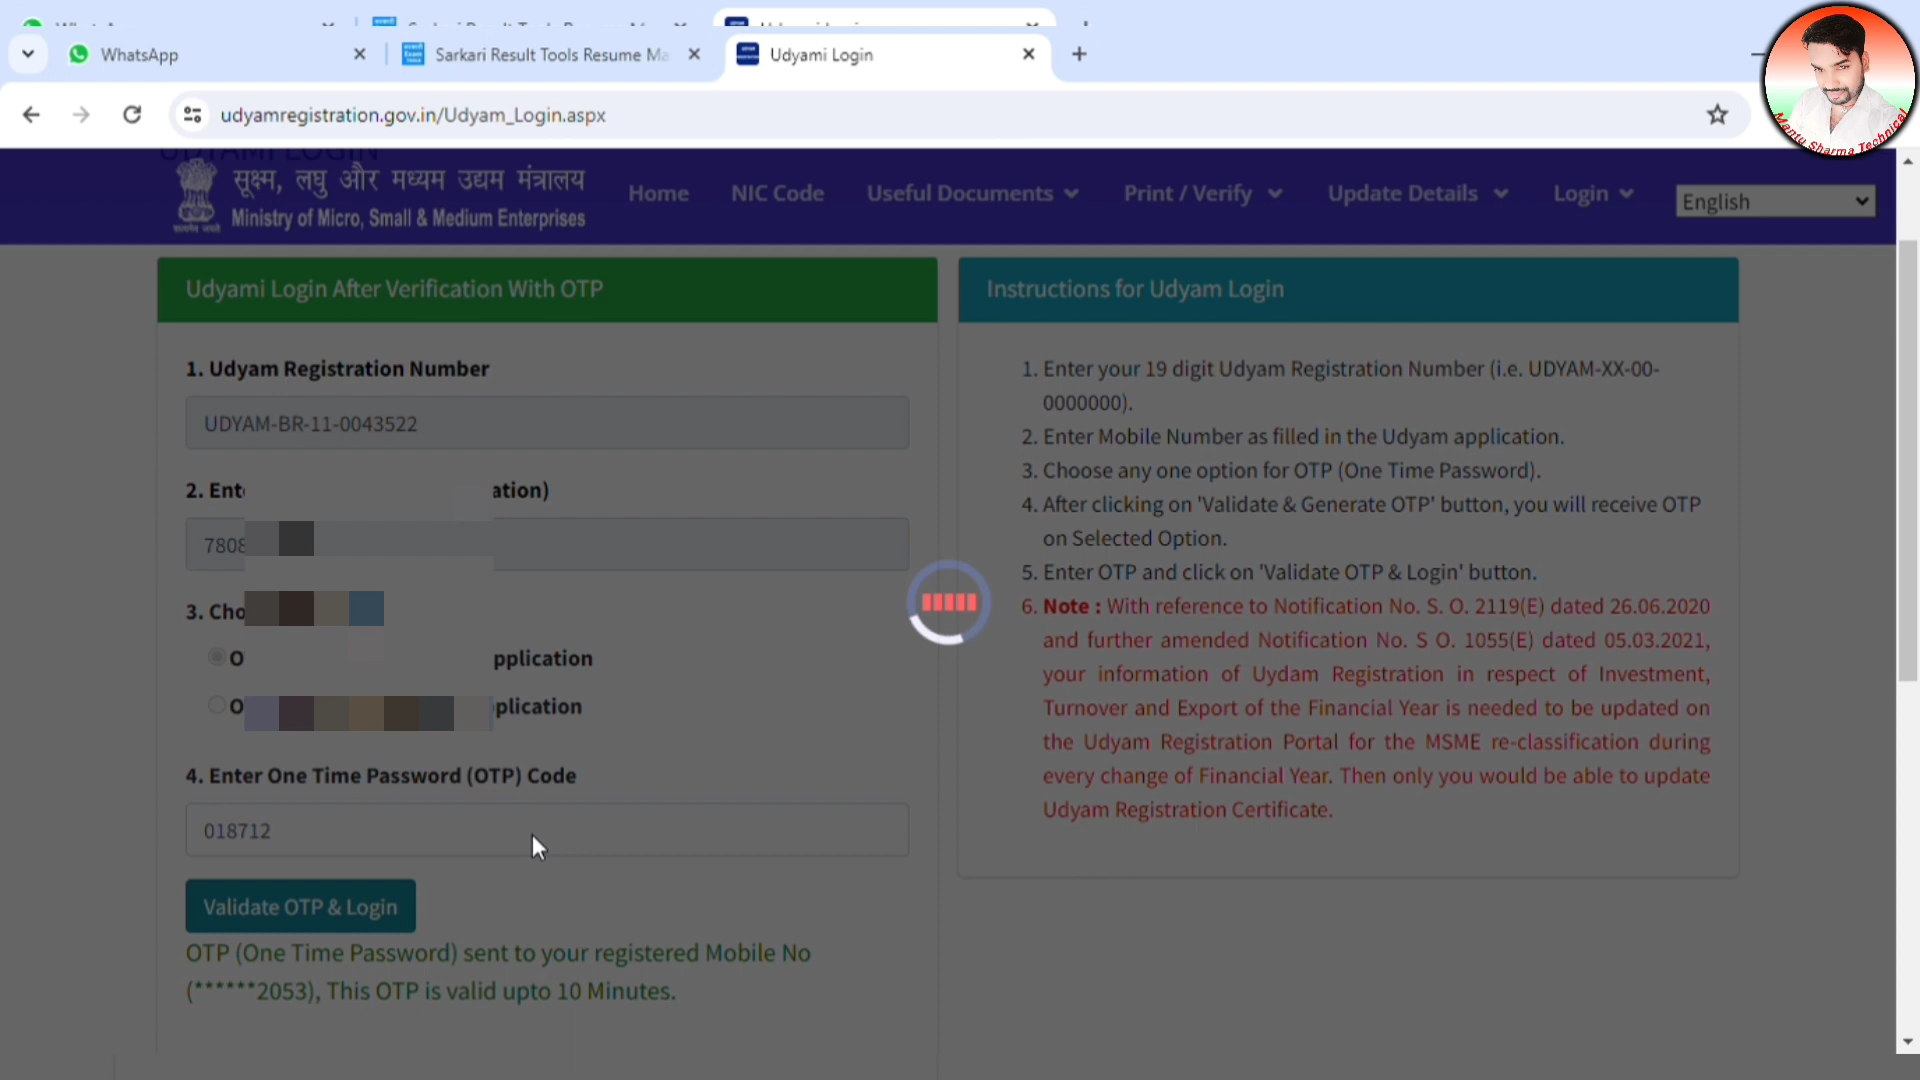 WhatsApp
Sarkari Result Tools Resume Ma
Udyami Login
udyamregistration.gov.in/Udyam_Login.aspx
Mantu Sharma Technical
UDYAMI LOGIN
सूक्ष्म, लघु और मध्यम उद्यम मंत्रालय
Ministry of Micro, Small & Medium Enterprises
सत्यमेव जयते
Home
NIC Code
Useful Documents
Print / Verify
Update Details
Login
English
Udyami Login After Verification With OTP
1. Udyam Registration Number
UDYAM-BR-11-0043522
2. Ent ation)
7808
3. Cho
O pplication
O plication
4. Enter One Time Password (OTP) Code
018712
Validate OTP & Login
OTP (One Time Password) sent to your registered Mobile No
(******2053), This OTP is valid upto 10 Minutes.
Instructions for Udyam Login
1. Enter your 19 digit Udyam Registration Number (i.e. UDYAM-XX-00-
0000000).
2. Enter Mobile Number as filled in the Udyam application.
3. Choose any one option for OTP (One Time Password).
4. After clicking on 'Validate & Generate OTP' button, you will receive OTP
on Selected Option.
5. Enter OTP and click on 'Validate OTP & Login' button.
6. Note : With reference to Notification No. S. O. 2119(E) dated 26.06.2020
and further amended Notification No. S O. 1055(E) dated 05.03.2021,
your information of Uydam Registration in respect of Investment,
Turnover and Export of the Financial Year is needed to be updated on
the Udyam Registration Portal for the MSME re-classification during
every change of Financial Year. Then only you would be able to update
Udyam Registration Certificate.